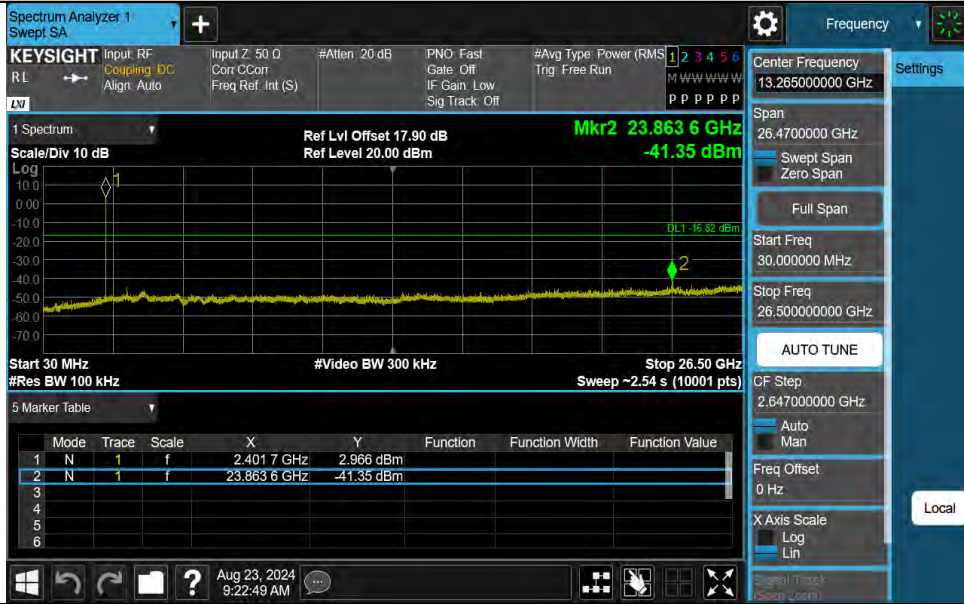 Spectrum Analyzer 1
Swept SA
+
Frequency
KEYSIGHT
RL
LXI
Input: RF
Coupling: DC
Align: Auto
Input Z: 50 Ω
Corr CCorr
Freq Ref: Int (S)
#Atten: 20 dB
PNO: Fast
Gate: Off
IF Gain: Low
Sig Track: Off
#Avg Type: Power (RMS
Trig: Free Run
1 2 3 4 5 6
M W W W W W
P P P P P P
1 Spectrum
Scale/Div 10 dB
Ref Lvl Offset 17.90 dB
Ref Level 20.00 dBm
Mkr2 23.863 6 GHz
-41.35 dBm
Log
10.0
0.00
-10.0
-20.0
-30.0
-40.0
-50.0
-60.0
-70.0
1
DL1 -16.82 dBm
2
Start 30 MHz
#Video BW 300 kHz
Stop 26.50 GHz
#Res BW 100 kHz
Sweep ~2.54 s (10001 pts)
5 Marker Table
Mode Trace Scale X Y Function Function Width Function Value
1 N 1 f 2.401 7 GHz 2.966 dBm
2 N 1 f 23.863 6 GHz -41.35 dBm
3
4
5
6
Center Frequency
13.265000000 GHz
Settings
Span
26.4700000 GHz
Swept Span
Zero Span
Full Span
Start Freq
30.000000 MHz
Stop Freq
26.500000000 GHz
AUTO TUNE
CF Step
2.647000000 GHz
Auto
Man
Freq Offset
0 Hz
X Axis Scale
Log
Lin
Signal Track
(Span Zoom)
Local
?
Aug 23, 2024
9:22:49 AM